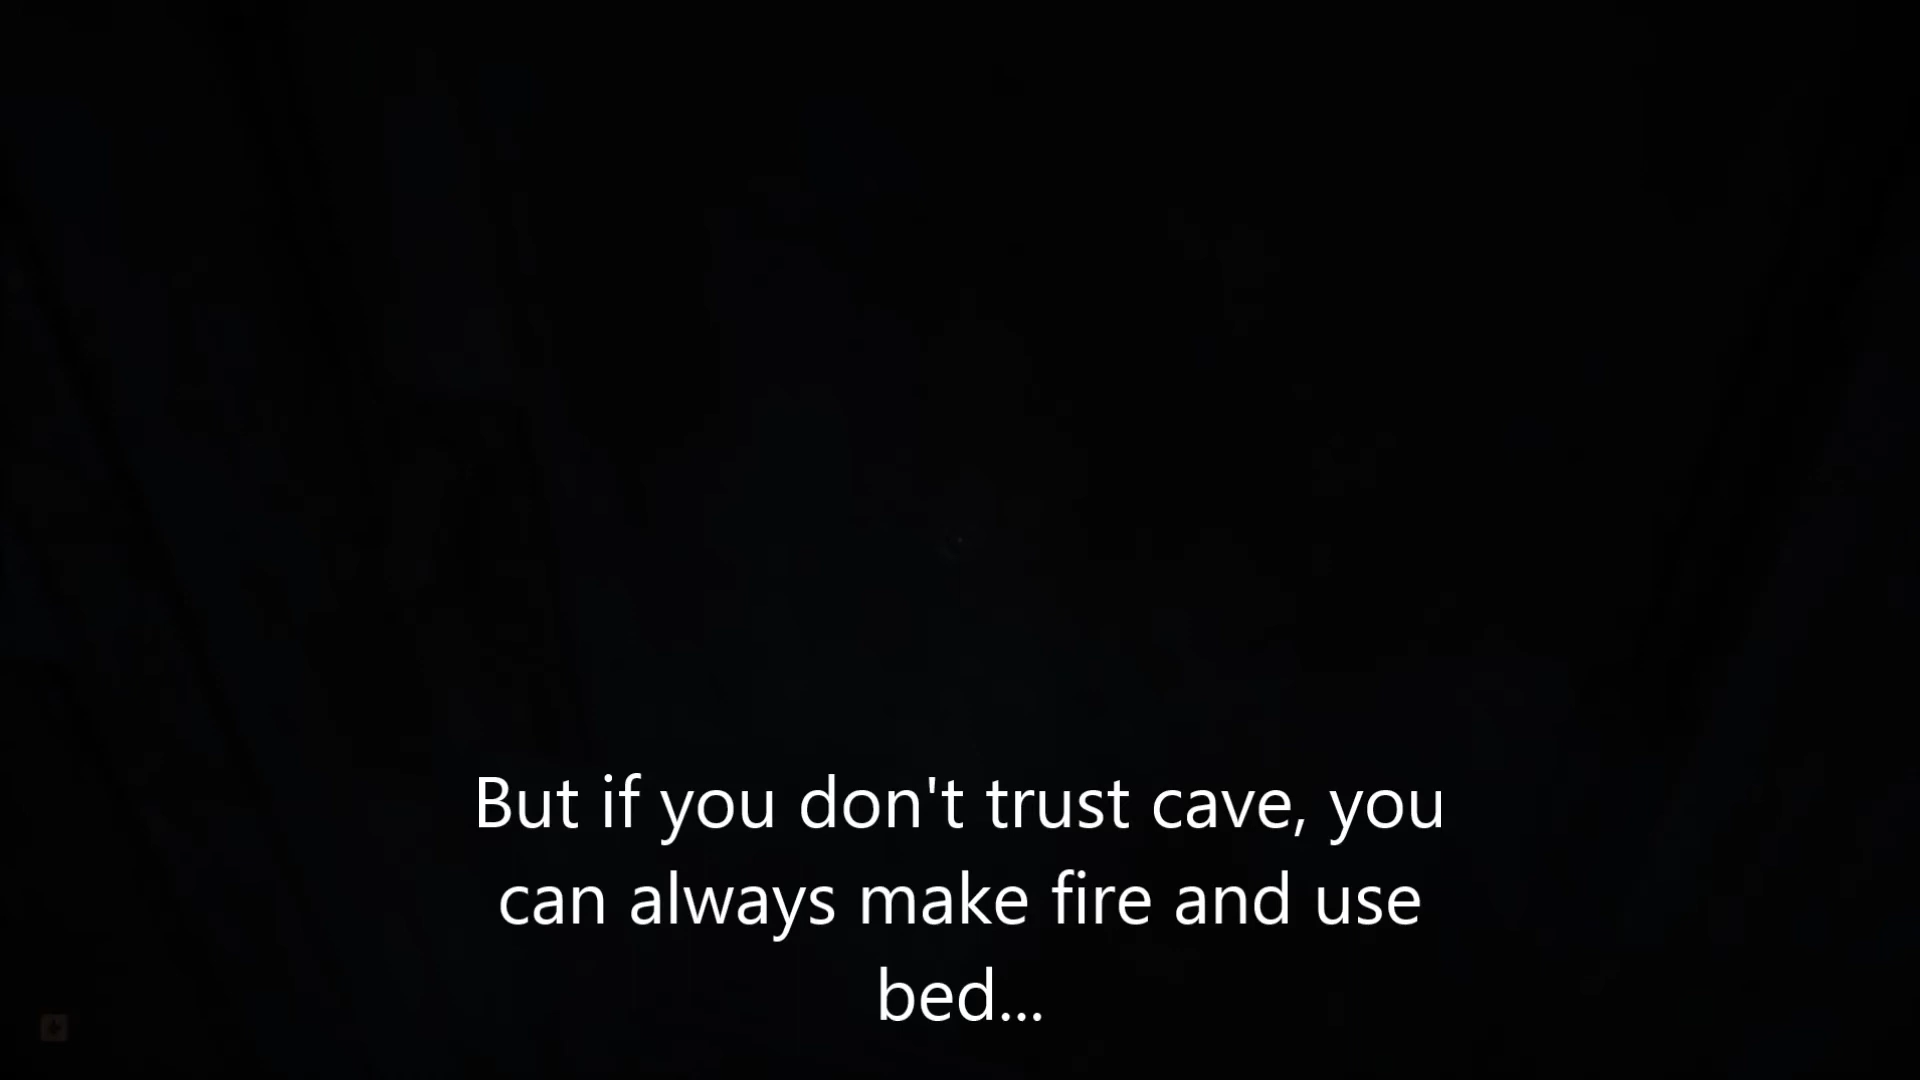 But if you don't trust cave, you
can always make fire and use
bed...